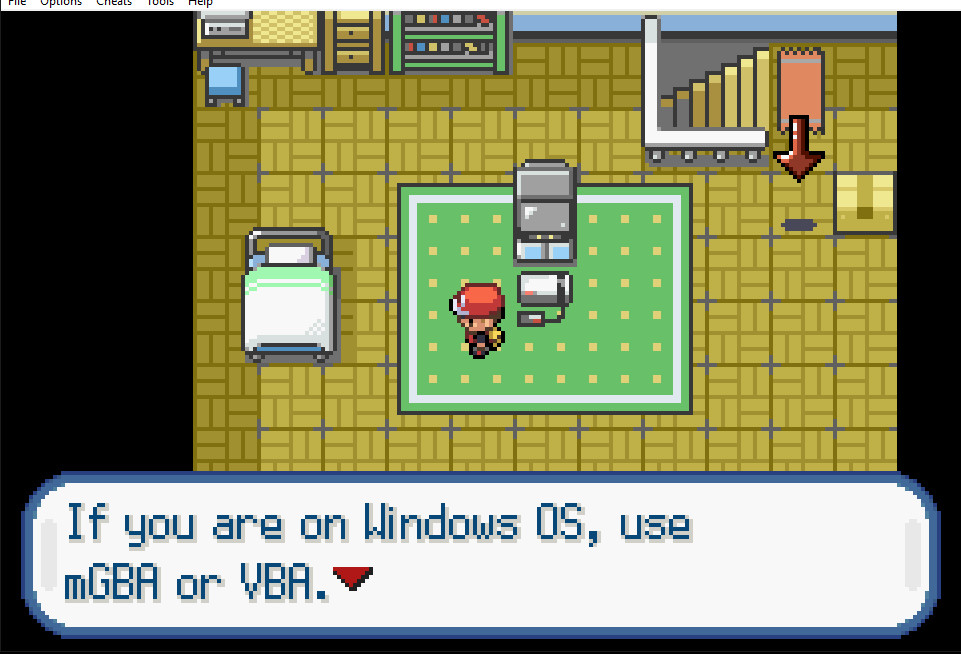 File Options Cheats Tools Help
If you are on Windows OS, use
mGBA or VBA.